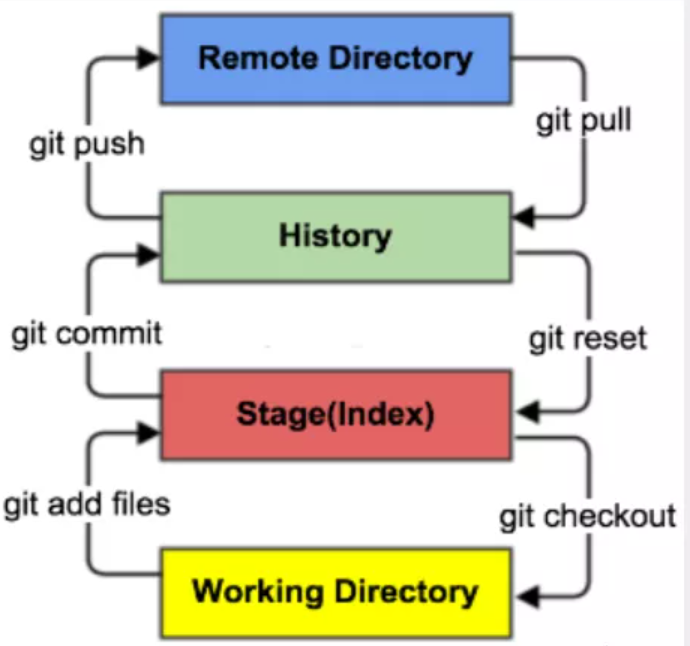 Remote Directory
git pull
git push
History
git commit
git reset
Stage(Index)
git add files
git checkout
Working Directory